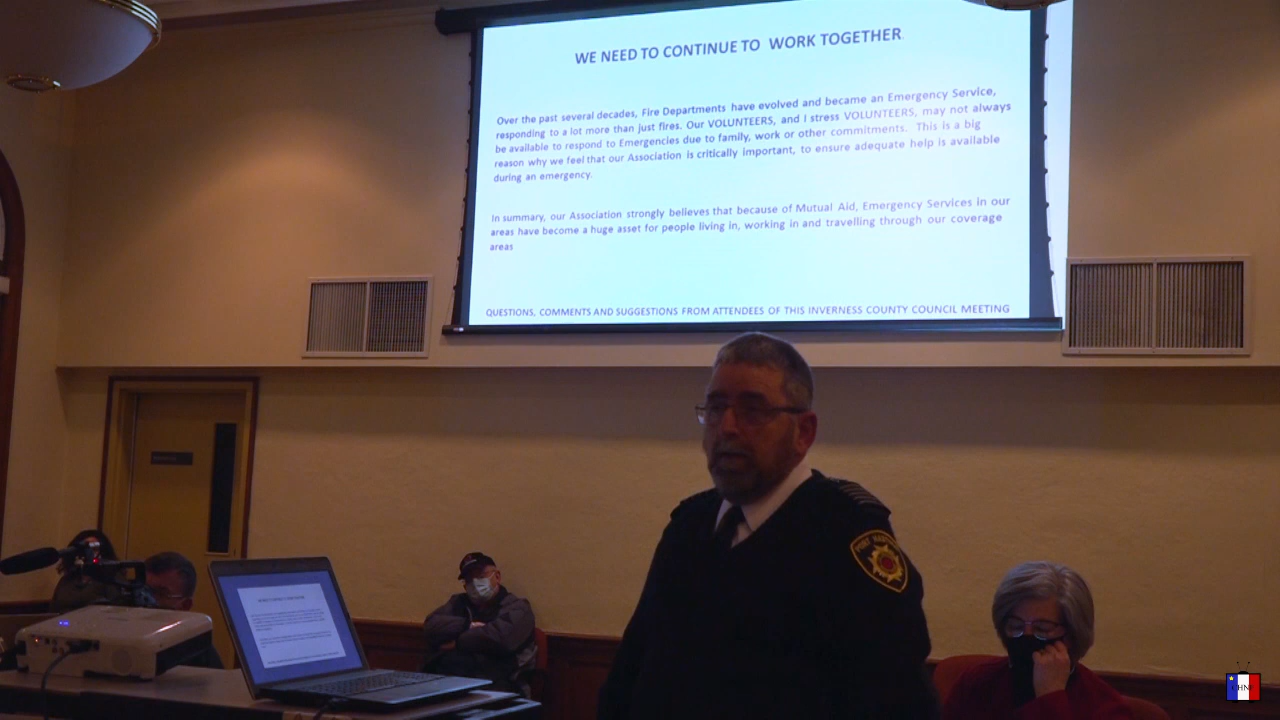 WE NEED TO CONTINUE TO WORK TOGETHER.
Over the past several decades, Fire Departments have evolved and became an Emergency Service,
responding to a lot more than just fires. Our VOLUNTEERS, and I stress VOLUNTEERS, may not always
be available to respond to Emergencies due to family, work or other commitments. This is a big
reason why we feel that our Association is critically important, to ensure adequate help is available
during an emergency.
In summary, our Association strongly believes that because of Mutual Aid, Emergency Services in our
areas have become a huge asset for people living in, working in and travelling through our coverage
areas
QUESTIONS, COMMENTS AND SUGGESTIONS FROM ATTENDEES OF THIS INVERNESS COUNTY COUNCIL MEETING